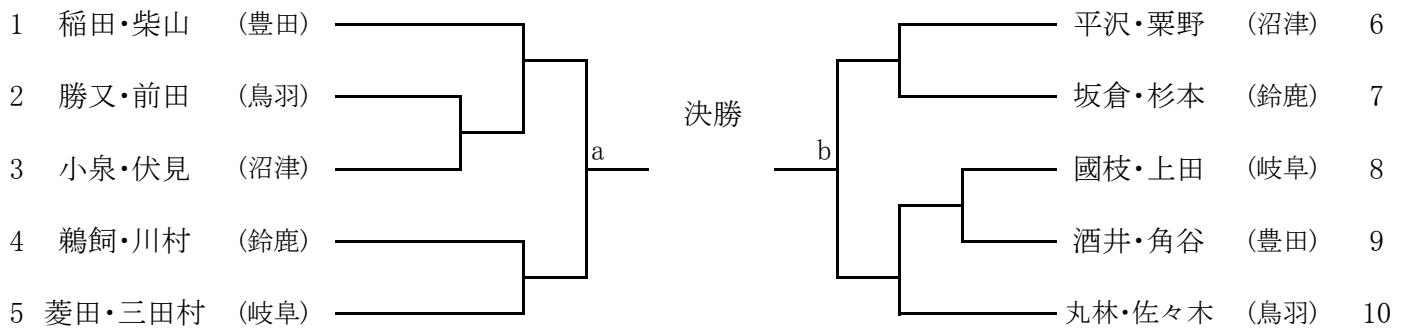 1 稲田・柴山 (豊田)
2 勝又・前田 (鳥羽)
3 小泉・伏見 (沼津)
4 鵜飼・川村 (鈴鹿)
5 菱田・三田村 (岐阜)
決勝
a
b
平沢・粟野 (沼津) 6
坂倉・杉本 (鈴鹿) 7
國枝・上田 (岐阜) 8
酒井・角谷 (豊田) 9
丸林・佐々木 (鳥羽) 10